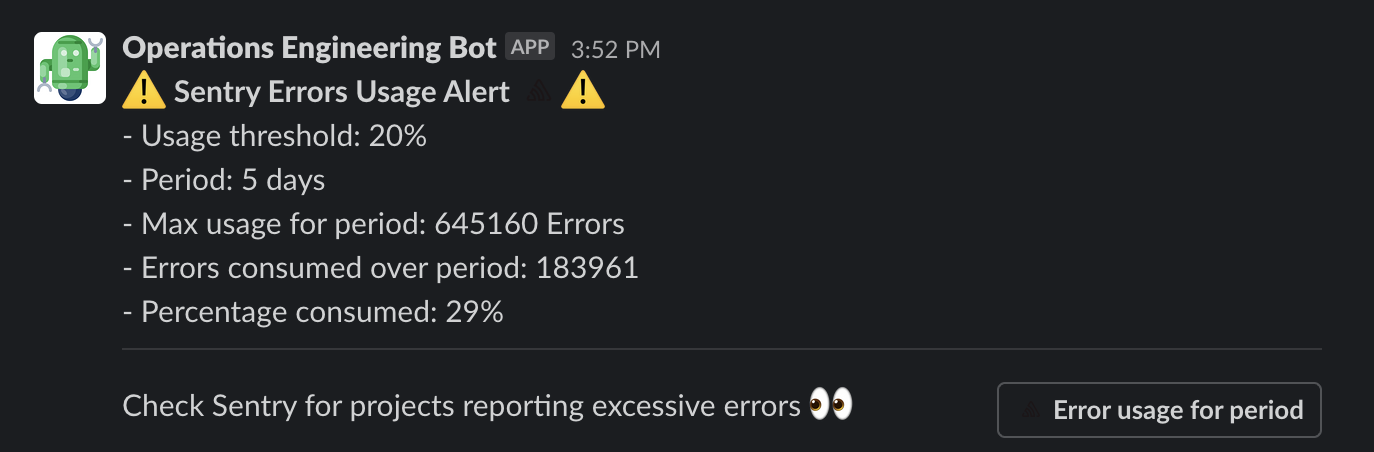 Operations Engineering Bot APP 3:52 PM
⚠️ Sentry Errors Usage Alert ⚠️
- Usage threshold: 20%
- Period: 5 days
- Max usage for period: 645160 Errors
- Errors consumed over period: 183961
- Percentage consumed: 29%
Check Sentry for projects reporting excessive errors 👀
Error usage for period